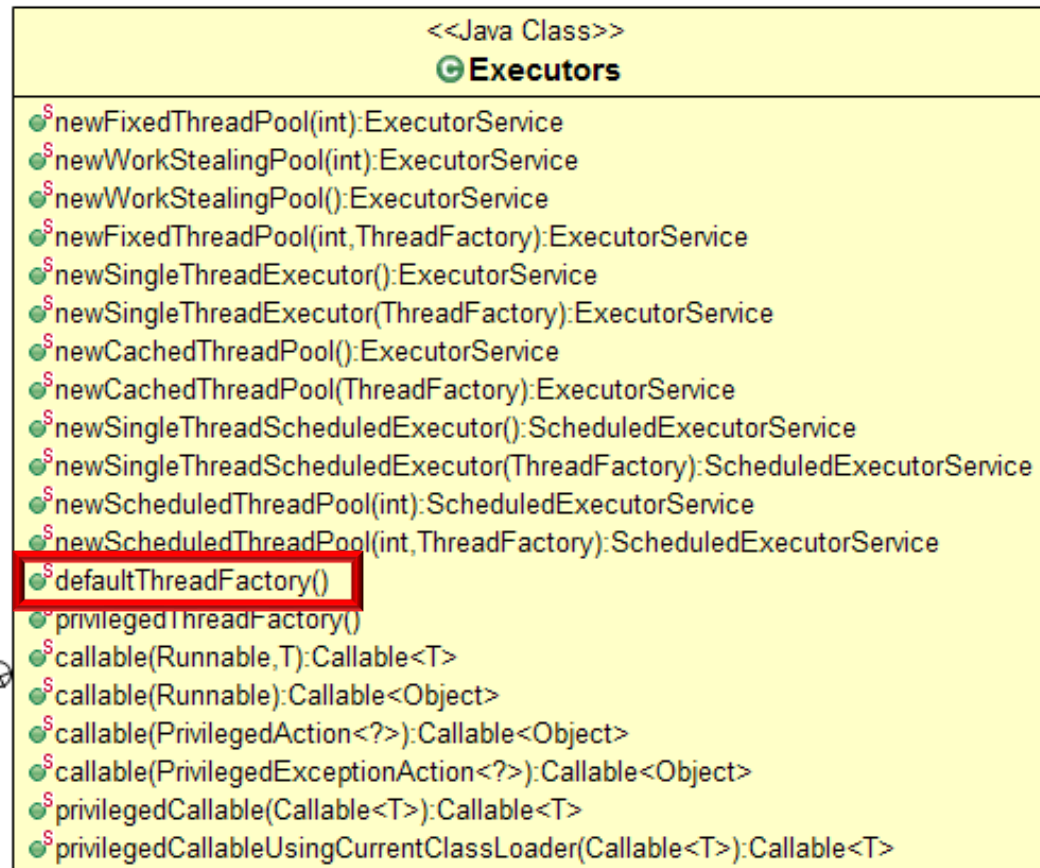 <<Java Class>>
C Executors
S newFixedThreadPool(int):ExecutorService
S newWorkStealingPool(int):ExecutorService
S newWorkStealingPool():ExecutorService
S newFixedThreadPool(int,ThreadFactory):ExecutorService
S newSingleThreadExecutor():ExecutorService
S newSingleThreadExecutor(ThreadFactory):ExecutorService
S newCachedThreadPool():ExecutorService
S newCachedThreadPool(ThreadFactory):ExecutorService
S newSingleThreadScheduledExecutor():ScheduledExecutorService
S newSingleThreadScheduledExecutor(ThreadFactory):ScheduledExecutorService
S newScheduledThreadPool(int):ScheduledExecutorService
S newScheduledThreadPool(int,ThreadFactory):ScheduledExecutorService
S defaultThreadFactory()
privilegedThreadFactory()
S callable(Runnable,T):Callable<T>
S callable(Runnable):Callable<Object>
S callable(PrivilegedAction<?>):Callable<Object>
S callable(PrivilegedExceptionAction<?>):Callable<Object>
S privilegedCallable(Callable<T>):Callable<T>
S privilegedCallableUsingCurrentClassLoader(Callable<T>):Callable<T>